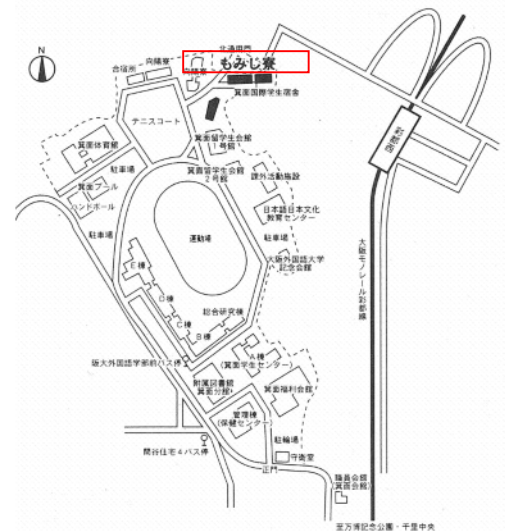 N
北通用門
向陽寮
合宿所
向陽寮
もみじ寮
箕面国際学生宿舎
テニスコート
箕面留学生会館
1号館
箕面体育館
駐車場
箕面留学生会館
2号館
課外活動施設
箕面プール
ハンドボール
日本語日本文化
教育センター
駐車場
運動場
駐車場
大阪外国語大学
記念会館
E棟
D棟
C棟
B棟
総合研究棟
A棟
(箕面学生センター)
阪大外国語学部前バス停
附属図書館
箕面分館
箕面福利会館
管理棟
(保健センター)
駐輪場
間谷住宅4バス停
守衛室
正門
職員会館
(箕面会館)
彩都西
大阪モノレール彩都線
至万博記念公園・千里中央